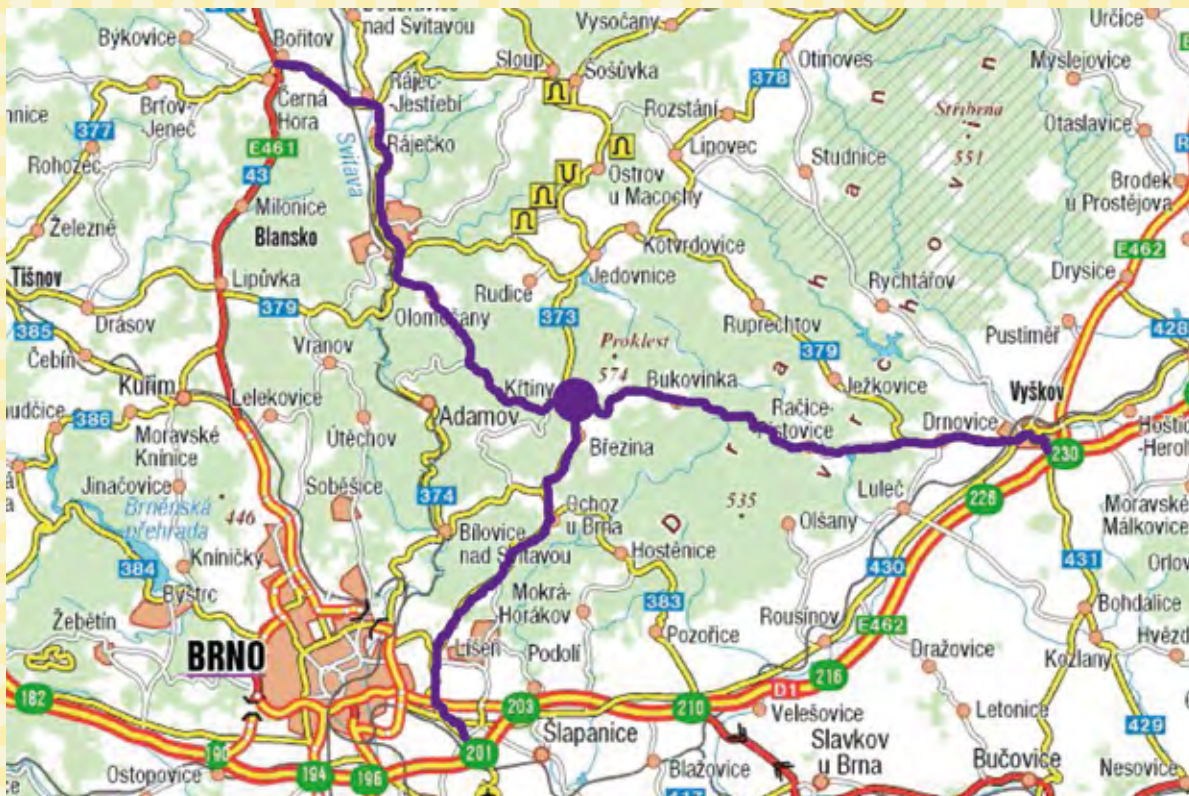 Býkovice
Bořitov
nad Svitavou
Vysočany
Určice
Sloup
Šošůvka
Otinoves
378
Myslejovice
Černá
Hora
Rájec-
Jestřebí
Brťov-
Jeneč
Rozstání
Stříbrná
551
Otaslavice
377
Rohozec
E461
43
Svitava
Ráječko
Lipovec
Studnice
Ostrov
u Macochy
Brodek
u Prostějova
Milonice
Železné
Blansko
Kotvrdovice
E462
Drysice
Tišnov
Lipůvka
379
Jedovnice
Rudice
Rychtářov
Drásov
385
Čebín
Olomučany
373
Ruprechtov
Pustiměř
428
Vranov
Proklest
574
379
Kuřim
Křtiny
Bukovinka
Ježkovice
Vyškov
386
Lelekovice
Adamov
Račice-
Drnovice
Moravské
Knínice
Útěchov
Březina
230
Jinačovice
Soběšice
374
Luleč
228
Moravské
Málkovice
446
Brněnská
přehrada
Ochoz
u Brna
535
Olšany
Bílovice
nad Svitavou
Kníničky
Hostěnice
384
Bystrc
430
431
Mokrá-
Horákov
383
Rousínov
Bohdalice
Žebětín
E462
BRNO
Líšeň
Pozořice
Dražovice
Kozlany
Podolí
216
182
D1
203
210
Velešovice
Letonice
429
190
201
Šlapanice
Slavkov
u Brna
Bučovice
Ostopovice
194
196
Blažovice
Nesovice